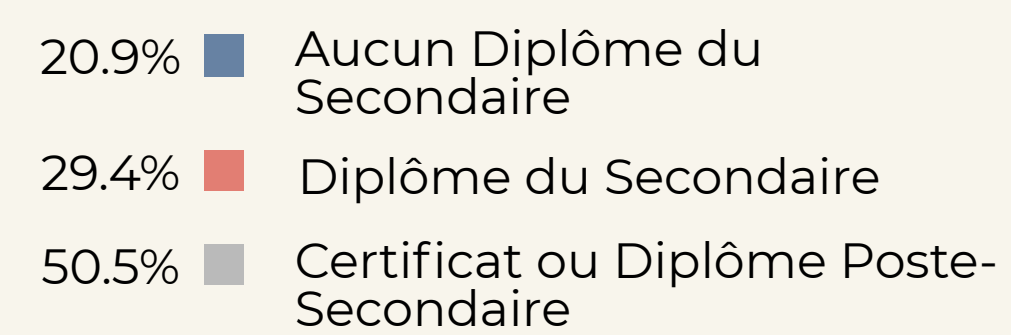 20.9% Aucun Diplôme du
Secondaire
29.4% Diplôme du Secondaire
50.5% Certificat ou Diplôme Poste-
Secondaire